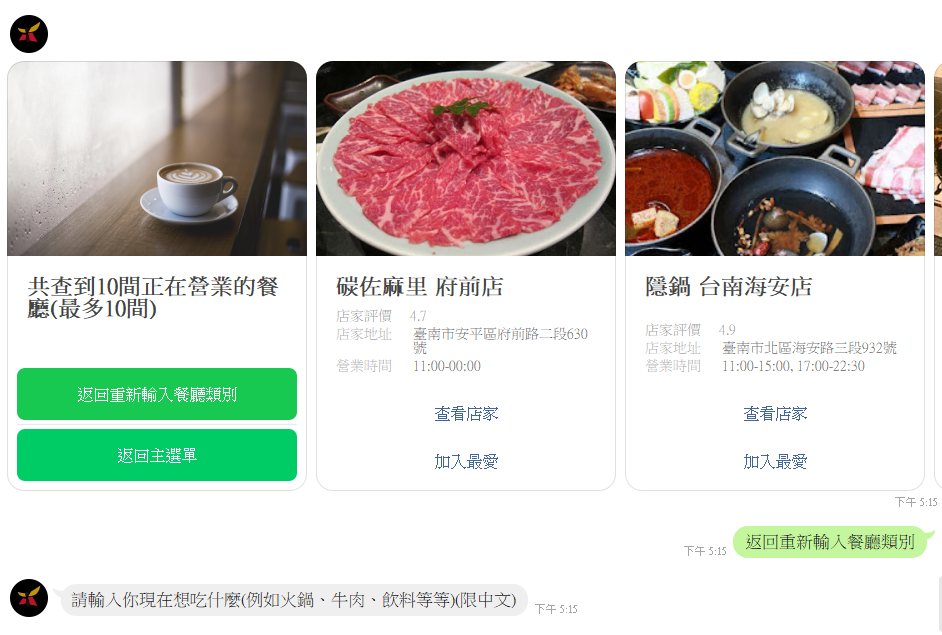 共查到10間正在營業的餐
廳(最多10間)
返回重新輸入餐廳類別
返回主選單
碳佐麻里 府前店
店家評價 4.7
店家地址 臺南市安平區府前路二段630
號
營業時間 11:00-00:00
查看店家
加入最愛
隱鍋 台南海安店
店家評價 4.9
店家地址 臺南市北區海安路三段932號
營業時間 11:00-15:00, 17:00-22:30
查看店家
加入最愛
下午 5:15
下午 5:15 返回重新輸入餐廳類別
請輸入你現在想吃什麼(例如火鍋、牛肉、飲料等等)(限中文) 下午 5:15